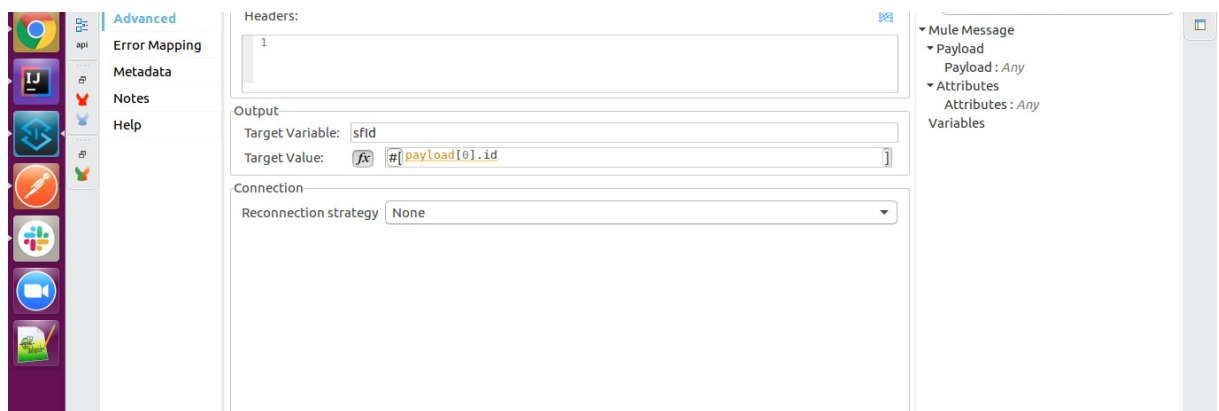 Advanced
Error Mapping
Metadata
Notes
Help
api
IJ
Headers:
1
Output
Target Variable: sfId
Target Value: fx #[ payload[0].id ]
Connection
Reconnection strategy None
Mule Message
Payload
Payload : Any
Attributes
Attributes : Any
Variables